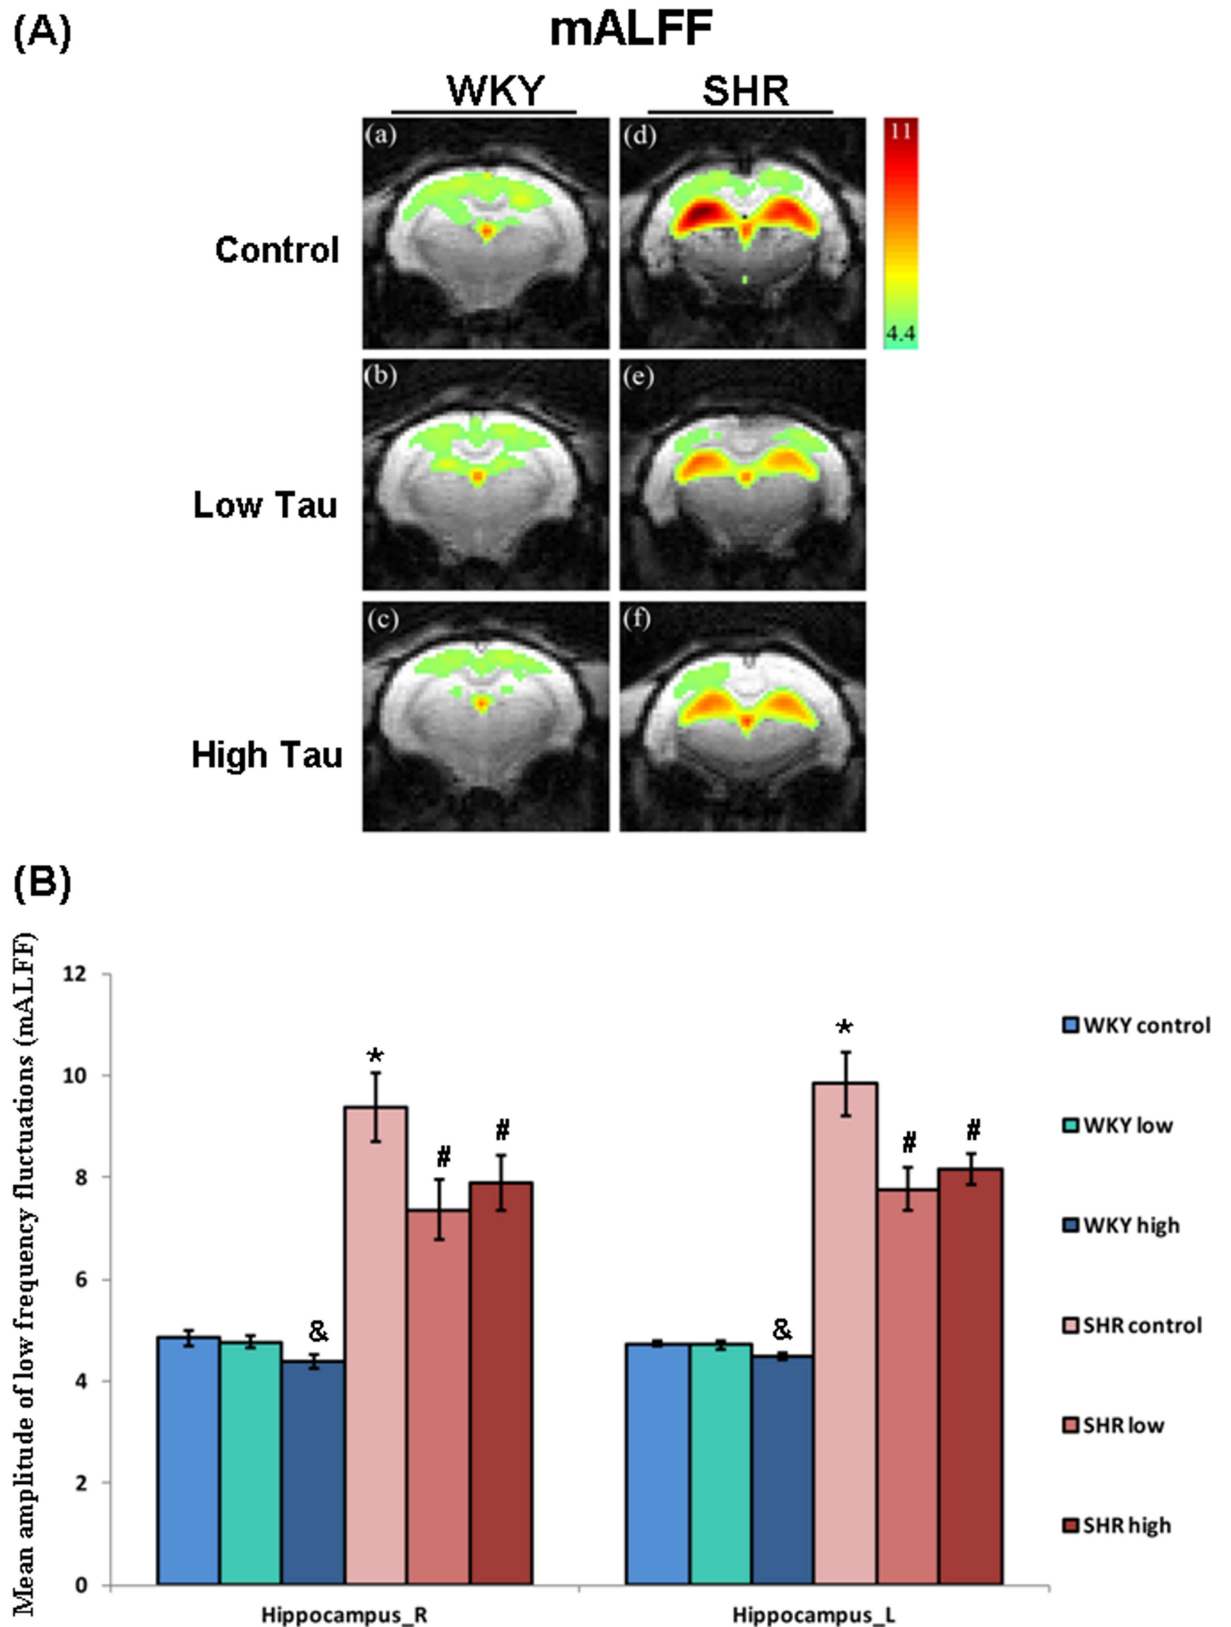 (A)
mALFF
WKY SHR
(a) (d) 11
Control
4.4
(b) (e)
Low Tau
(c) (f)
High Tau
(B)
Mean amplitude of low frequency fluctuations (mALFF)
12
10
8
6
4
2
0
& * # #
& * # #
Hippocampus_R Hippocampus_L
WKY control
WKY low
WKY high
SHR control
SHR low
SHR high